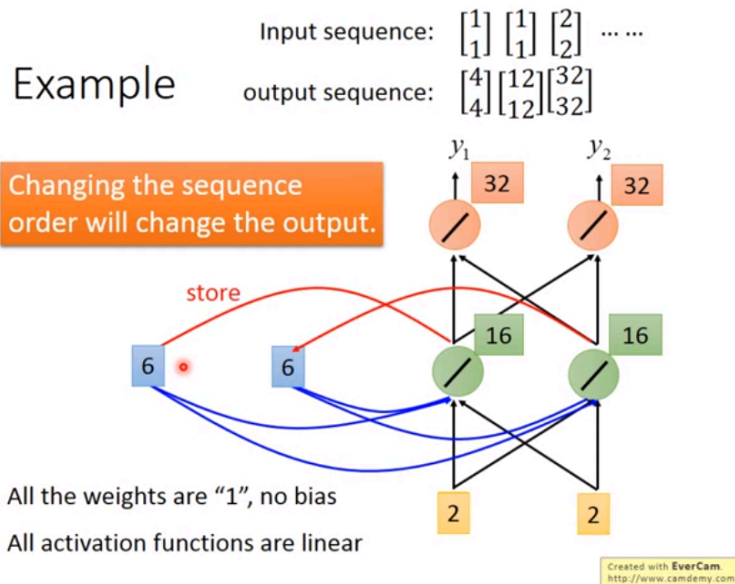 Input sequence: [1 1] [1 1] [2 2] ... ...
Example
output sequence: [4 4] [12 12] [32 32]
y₁ y₂
32 32
Changing the sequence
order will change the output.
store
16 16
6 6
All the weights are “1”, no bias
2 2
All activation functions are linear
Created with EverCam.
http://www.camdemy.com